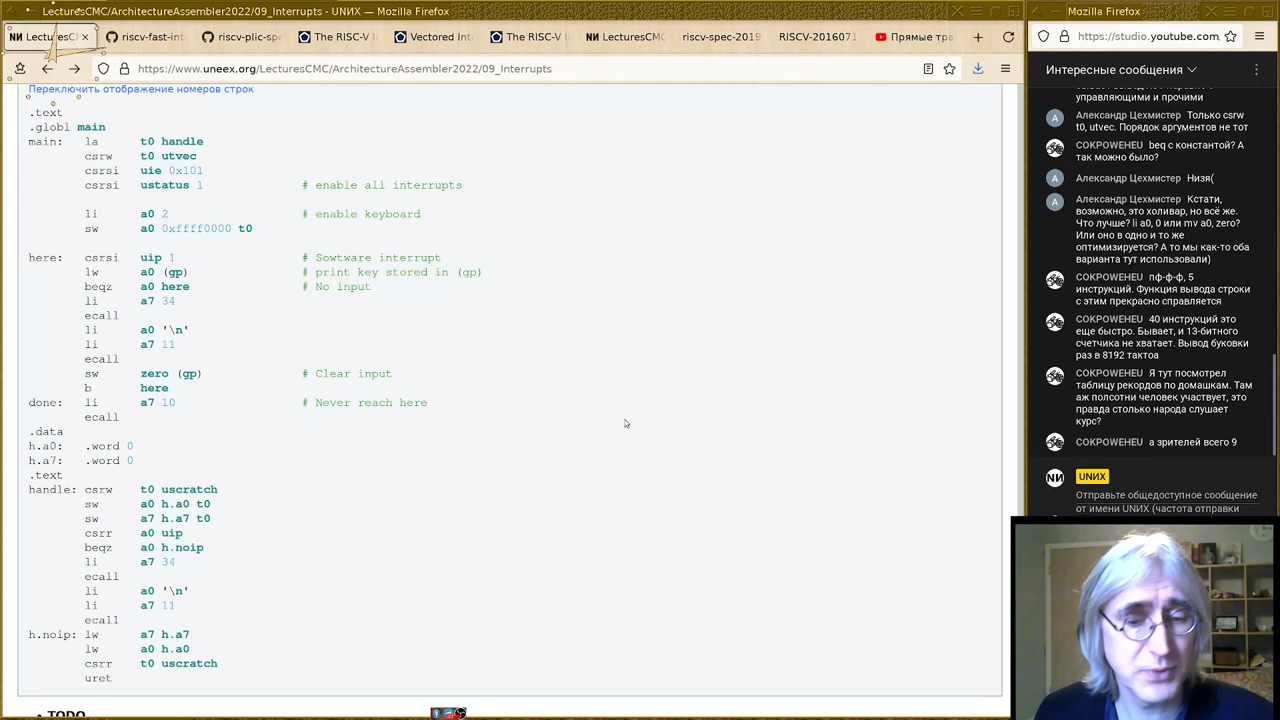 LecturesCMC/ArchitectureAssembler2022/09_Interrupts - UNИX — Mozilla Firefox
LecturesC
riscv-fast-int
riscv-plic-spe
The RISC-V I
Vectored Inte
The RISC-V I
LecturesCMC
riscv-spec-2019
RISCV-2016071
Прямые тра
https://www.uneex.org/LecturesCMC/ArchitectureAssembler2022/09_Interrupts
Переключить отображение номеров строк
.text
.globl main
main: la t0 handle
csrw t0 utvec
csrsi uie 0x101
csrsi ustatus 1 # enable all interrupts
li a0 2 # enable keyboard
sw a0 0xffff0000 t0
here: csrsi uip 1 # Sowtware interrupt
lw a0 (gp) # print key stored in (gp)
beqz a0 here # No input
li a7 34
ecall
li a0 '\n'
li a7 11
ecall
sw zero (gp) # Clear input
b here
done: li a7 10 # Never reach here
ecall
.data
h.a0: .word 0
h.a7: .word 0
.text
handle: csrw t0 uscratch
sw a0 h.a0 t0
sw a7 h.a7 t0
csrr a0 uip
beqz a0 h.noip
li a7 34
ecall
li a0 '\n'
li a7 11
ecall
h.noip: lw a7 h.a7
lw a0 h.a0
csrr t0 uscratch
uret
TODO
Mozilla Firefox
https://studio.youtube.com
Интересные сообщения
управляющими и прочими
Александр Цехмистер Только csrw
t0, utvec. Порядок аргументов не тот
COKPOWEHEU beq с константой? А
так можно было?
Александр Цехмистер Низя(
Александр Цехмистер Кстати,
возможно, это холивар, но всё же.
Что лучше? li a0, 0 или mv a0, zero?
Или оно в одно и то же
оптимизируется? А то мы как-то оба
варианта тут использовали)
COKPOWEHEU пф-ф-ф, 5
инструкций. Функция вывода строки
с этим прекрасно справляется
COKPOWEHEU 40 инструкций это
еще быстро. Бывает, и 13-битного
счетчика не хватает. Вывод буковки
раз в 8192 тактоа
COKPOWEHEU Я тут посмотрел
таблицу рекордов по домашкам. Там
аж полсотни человек участвует, это
правда столько народа слушает
курс?
COKPOWEHEU а зрителей всего 9
UNИX
Отправьте общедоступное сообщение
от имени UNИX (частота отправки